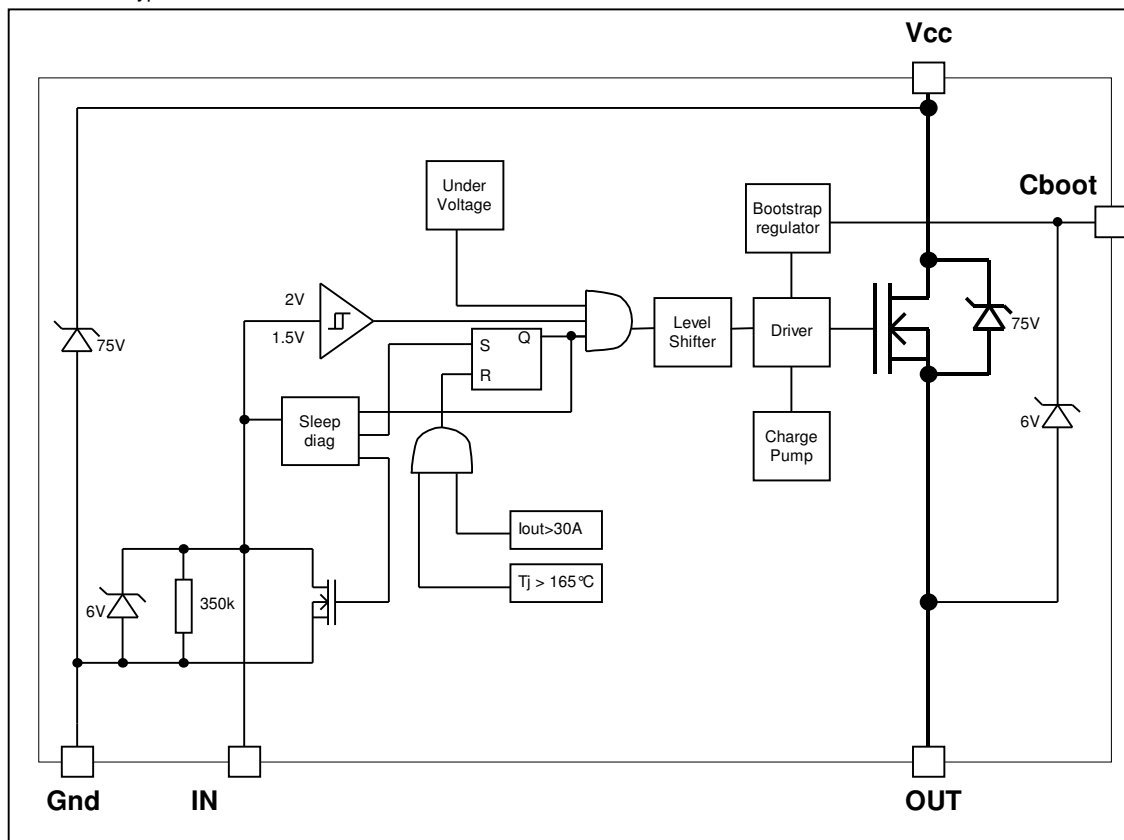 Vcc
Cboot
Under
Voltage
Bootstrap
regulator
2V
1.5V
S
Q
R
Level
Shifter
Driver
75V
75V
Sleep
diag
Charge
Pump
6V
Iout>30A
Tj > 165°C
6V
350k
Gnd
IN
OUT